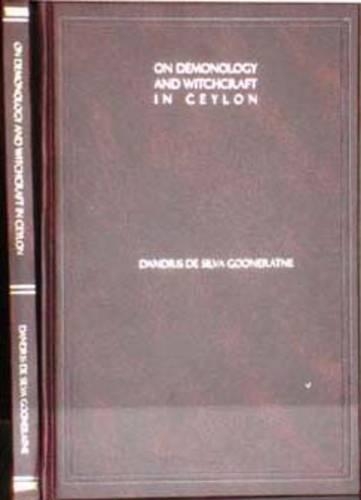 ON DEMONOLOGY AND WITCHCRAFT IN CEYLON
DANDRIS DE SILVA GOONERATNE
ON DEMONOLOGY
AND WITCHCRAFT
IN CEYLON
DANDRIS DE SILVA GOONERATNE